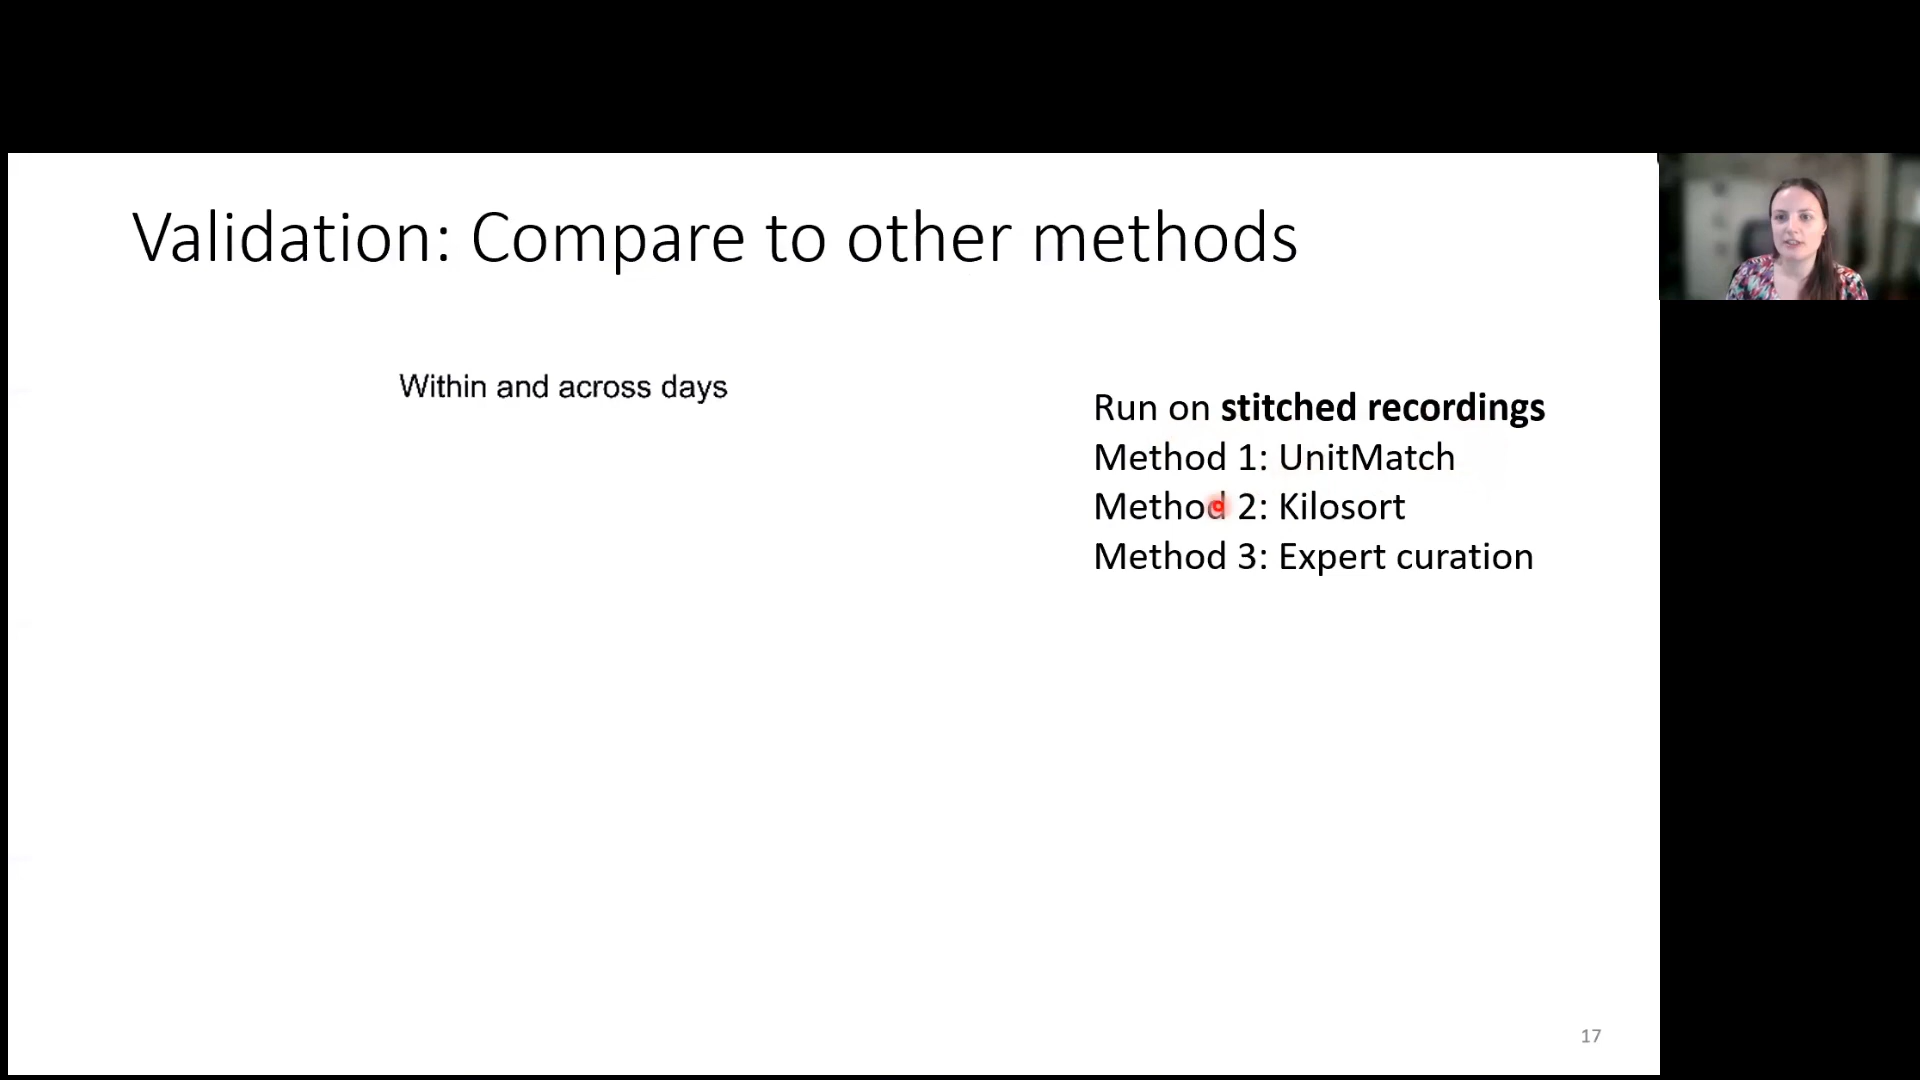 Validation: Compare to other methods
Within and across days
Run on stitched recordings
Method 1: UnitMatch
Method 2: Kilosort
Method 3: Expert curation
17